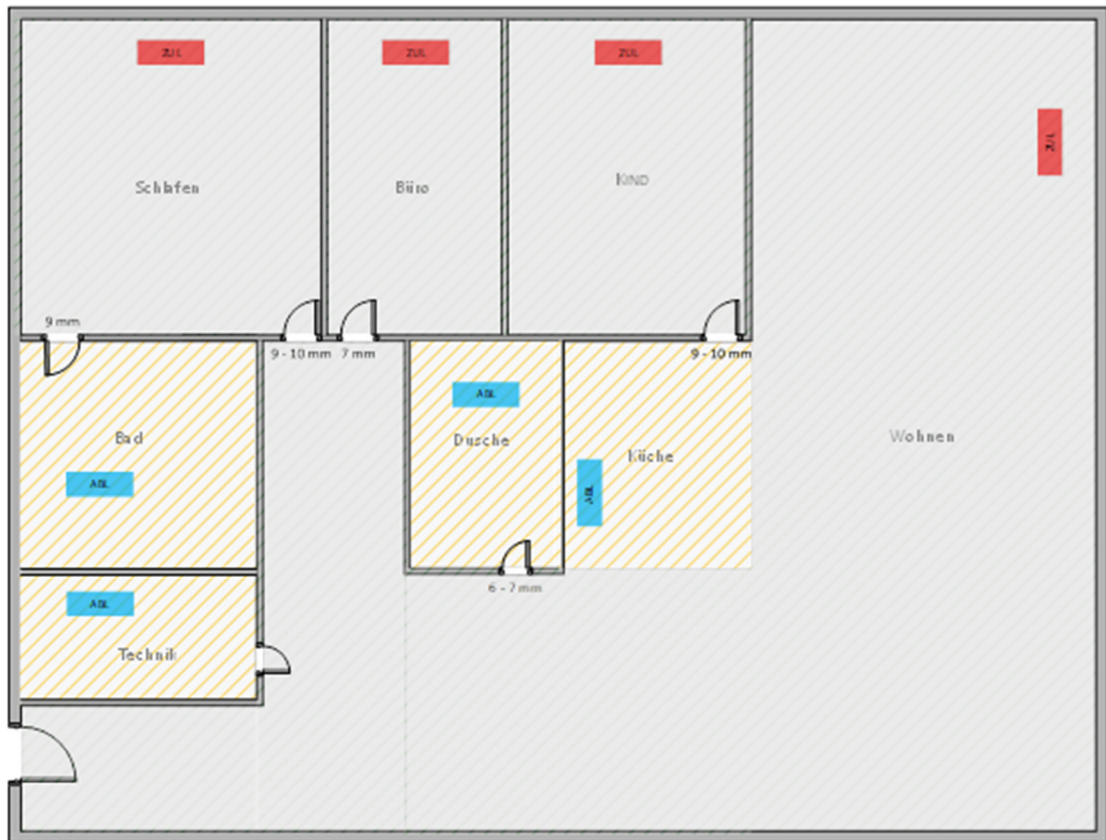 ZUL
ZUL
ZUL
ZUL
Schlafen
Büro
KIND
9 mm
9 - 10 mm
7 mm
9 - 10 mm
ABL
Bad
Dusche
Küche
Wohnen
ABL
ABL
6 - 7 mm
ABL
Technik